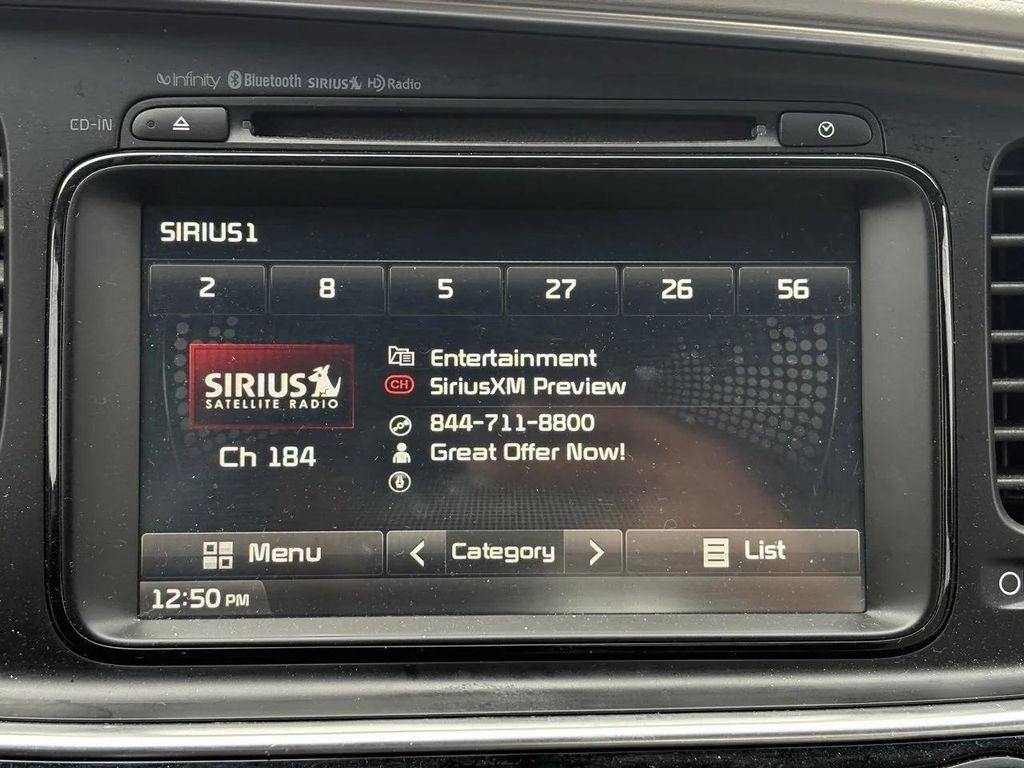 Infinity Bluetooth SIRIUS HD Radio
CD-IN
SIRIUS1
2 8 5 27 26 56
SIRIUS
SATELLITE RADIO
Ch 184
Entertainment
CH SiriusXM Preview
844-711-8800
Great Offer Now!
Menu Category List
12:50 PM